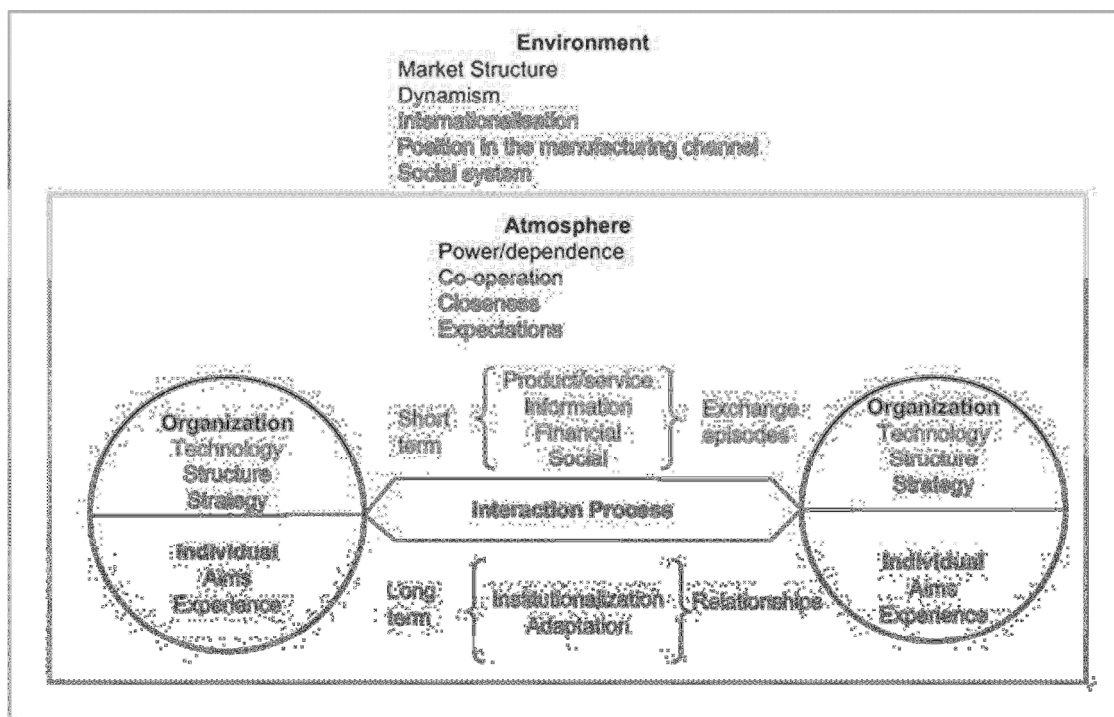 Environment
Market Structure
Dynamism
Internationalisation
Position in the manufacturing channel
Social system
Atmosphere
Power/dependence
Co-operation
Closeness
Expectations
Organization
Technology
Structure
Strategy
Individual
Aims
Experience
Short
term
Product/service
Information
Financial
Social
Exchange
episodes
Interaction Process
Long
term
Institutionalization
Adaptation
Relationships
Organization
Technology
Structure
Strategy
Individual
Aims
Experience